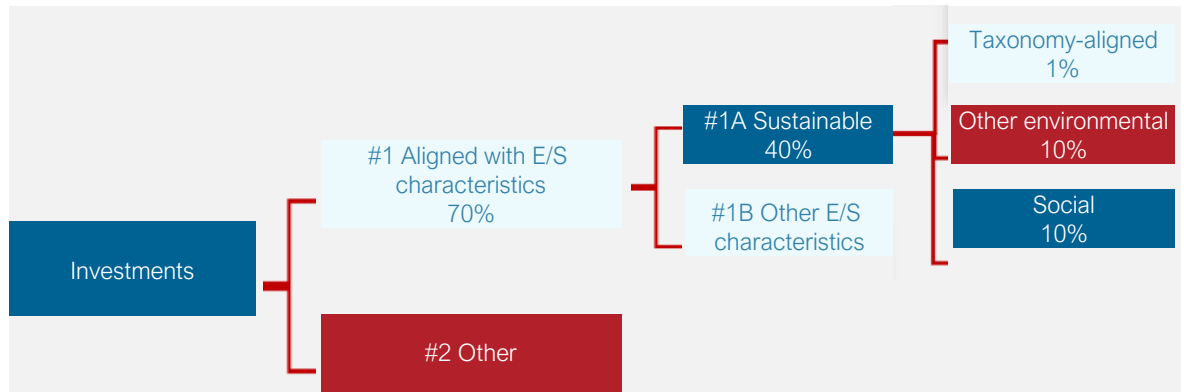 Investments
#1 Aligned with E/S
characteristics
70%
#2 Other
#1A Sustainable
40%
#1B Other E/S
characteristics
Taxonomy-aligned
1%
Other environmental
10%
Social
10%